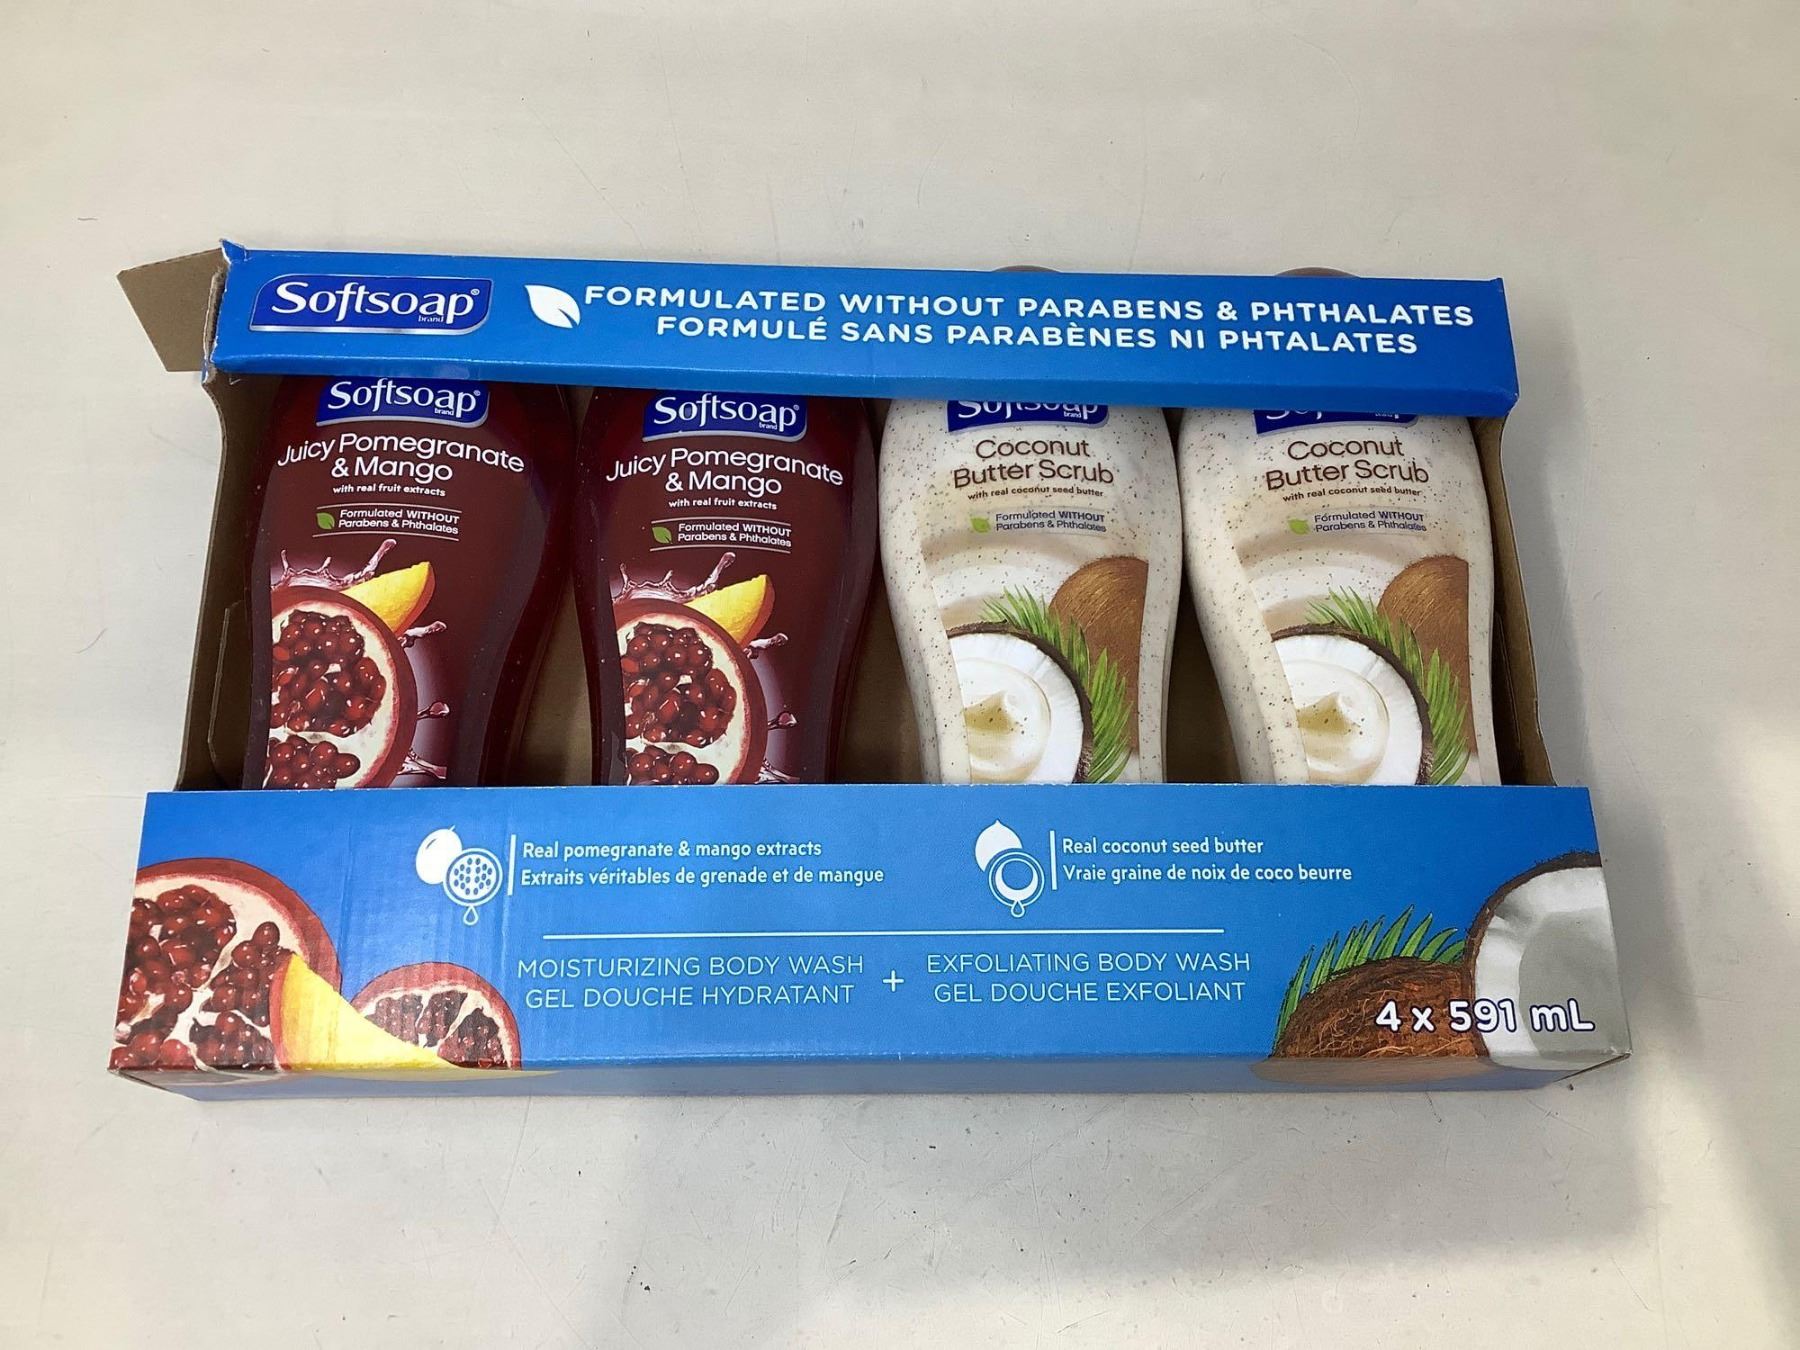 Softsoap®
brand
FORMULATED WITHOUT PARABENS & PHTHALATES
FORMULÉ SANS PARABÈNES NI PHTALATES
Softsoap®
brand
Juicy Pomegranate
& Mango
with real fruit extracts
Formulated WITHOUT
Parabens & Phthalates
Softsoap®
brand
Juicy Pomegranate
& Mango
with real fruit extracts
Formulated WITHOUT
Parabens & Phthalates
Softsoap
brand
Coconut
Butter Scrub
with real coconut seed butter
Formulated WITHOUT
Parabens & Phthalates
Coconut
Butter Scrub
with real coconut seed butter
Formulated WITHOUT
Parabens & Phthalates
Real pomegranate & mango extracts
Extraits véritables de grenade et de mangue
Real coconut seed butter
Vraie graine de noix de coco beurre
MOISTURIZING BODY WASH
GEL DOUCHE HYDRATANT
+
EXFOLIATING BODY WASH
GEL DOUCHE EXFOLIANT
4 x 591 mL